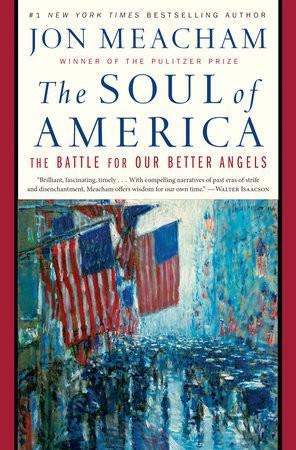 #1 NEW YORK TIMES BESTSELLING AUTHOR
JON MEACHAM
WINNER OF THE PULITZER PRIZE
The SOUL of
AMERICA
THE BATTLE FOR OUR BETTER ANGELS
"Brilliant, fascinating, timely . . . With compelling narratives of past eras of strife
and disenchantment, Meacham offers wisdom for our own time." —WALTER ISAACSON